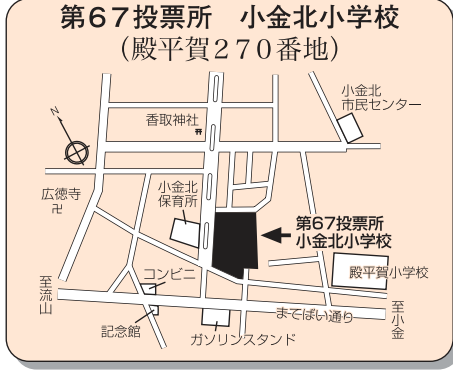 第６７投票所　小金北小学校
（殿平賀２７０番地）
小金北
市民センター
N
香取神社
広徳寺
卍
小金北
保育所
第67投票所
小金北小学校
殿平賀小学校
コンビニ
至流山
至小金
まてばい通り
記念館
ガソリンスタンド